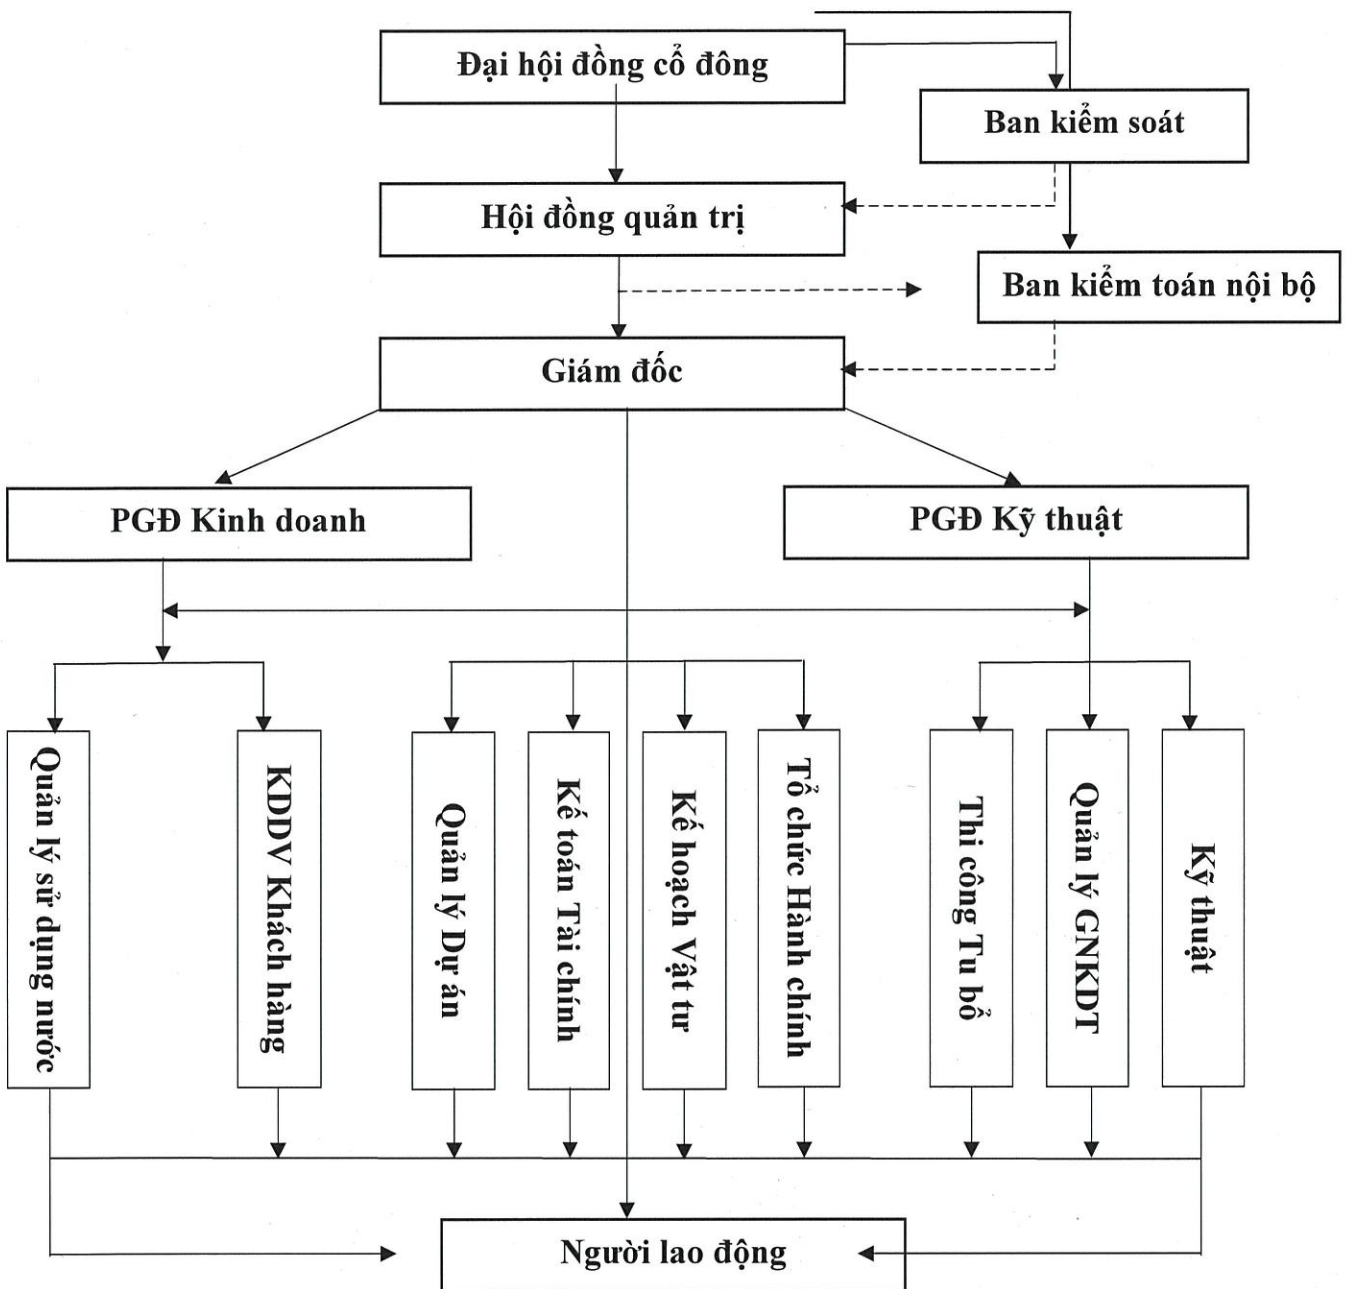 Đại hội đồng cổ đông
Ban kiểm soát
Hội đồng quản trị
Ban kiểm toán nội bộ
Giám đốc
PGĐ Kinh doanh
PGĐ Kỹ thuật
Quản lý sử dụng nước
KDDV Khách hàng
Quản lý Dự án
Kế toán Tài chính
Kế hoạch Vật tư
Tổ chức Hành chính
Thi công Tu bổ
Quản lý GNKDT
Kỹ thuật
Người lao động